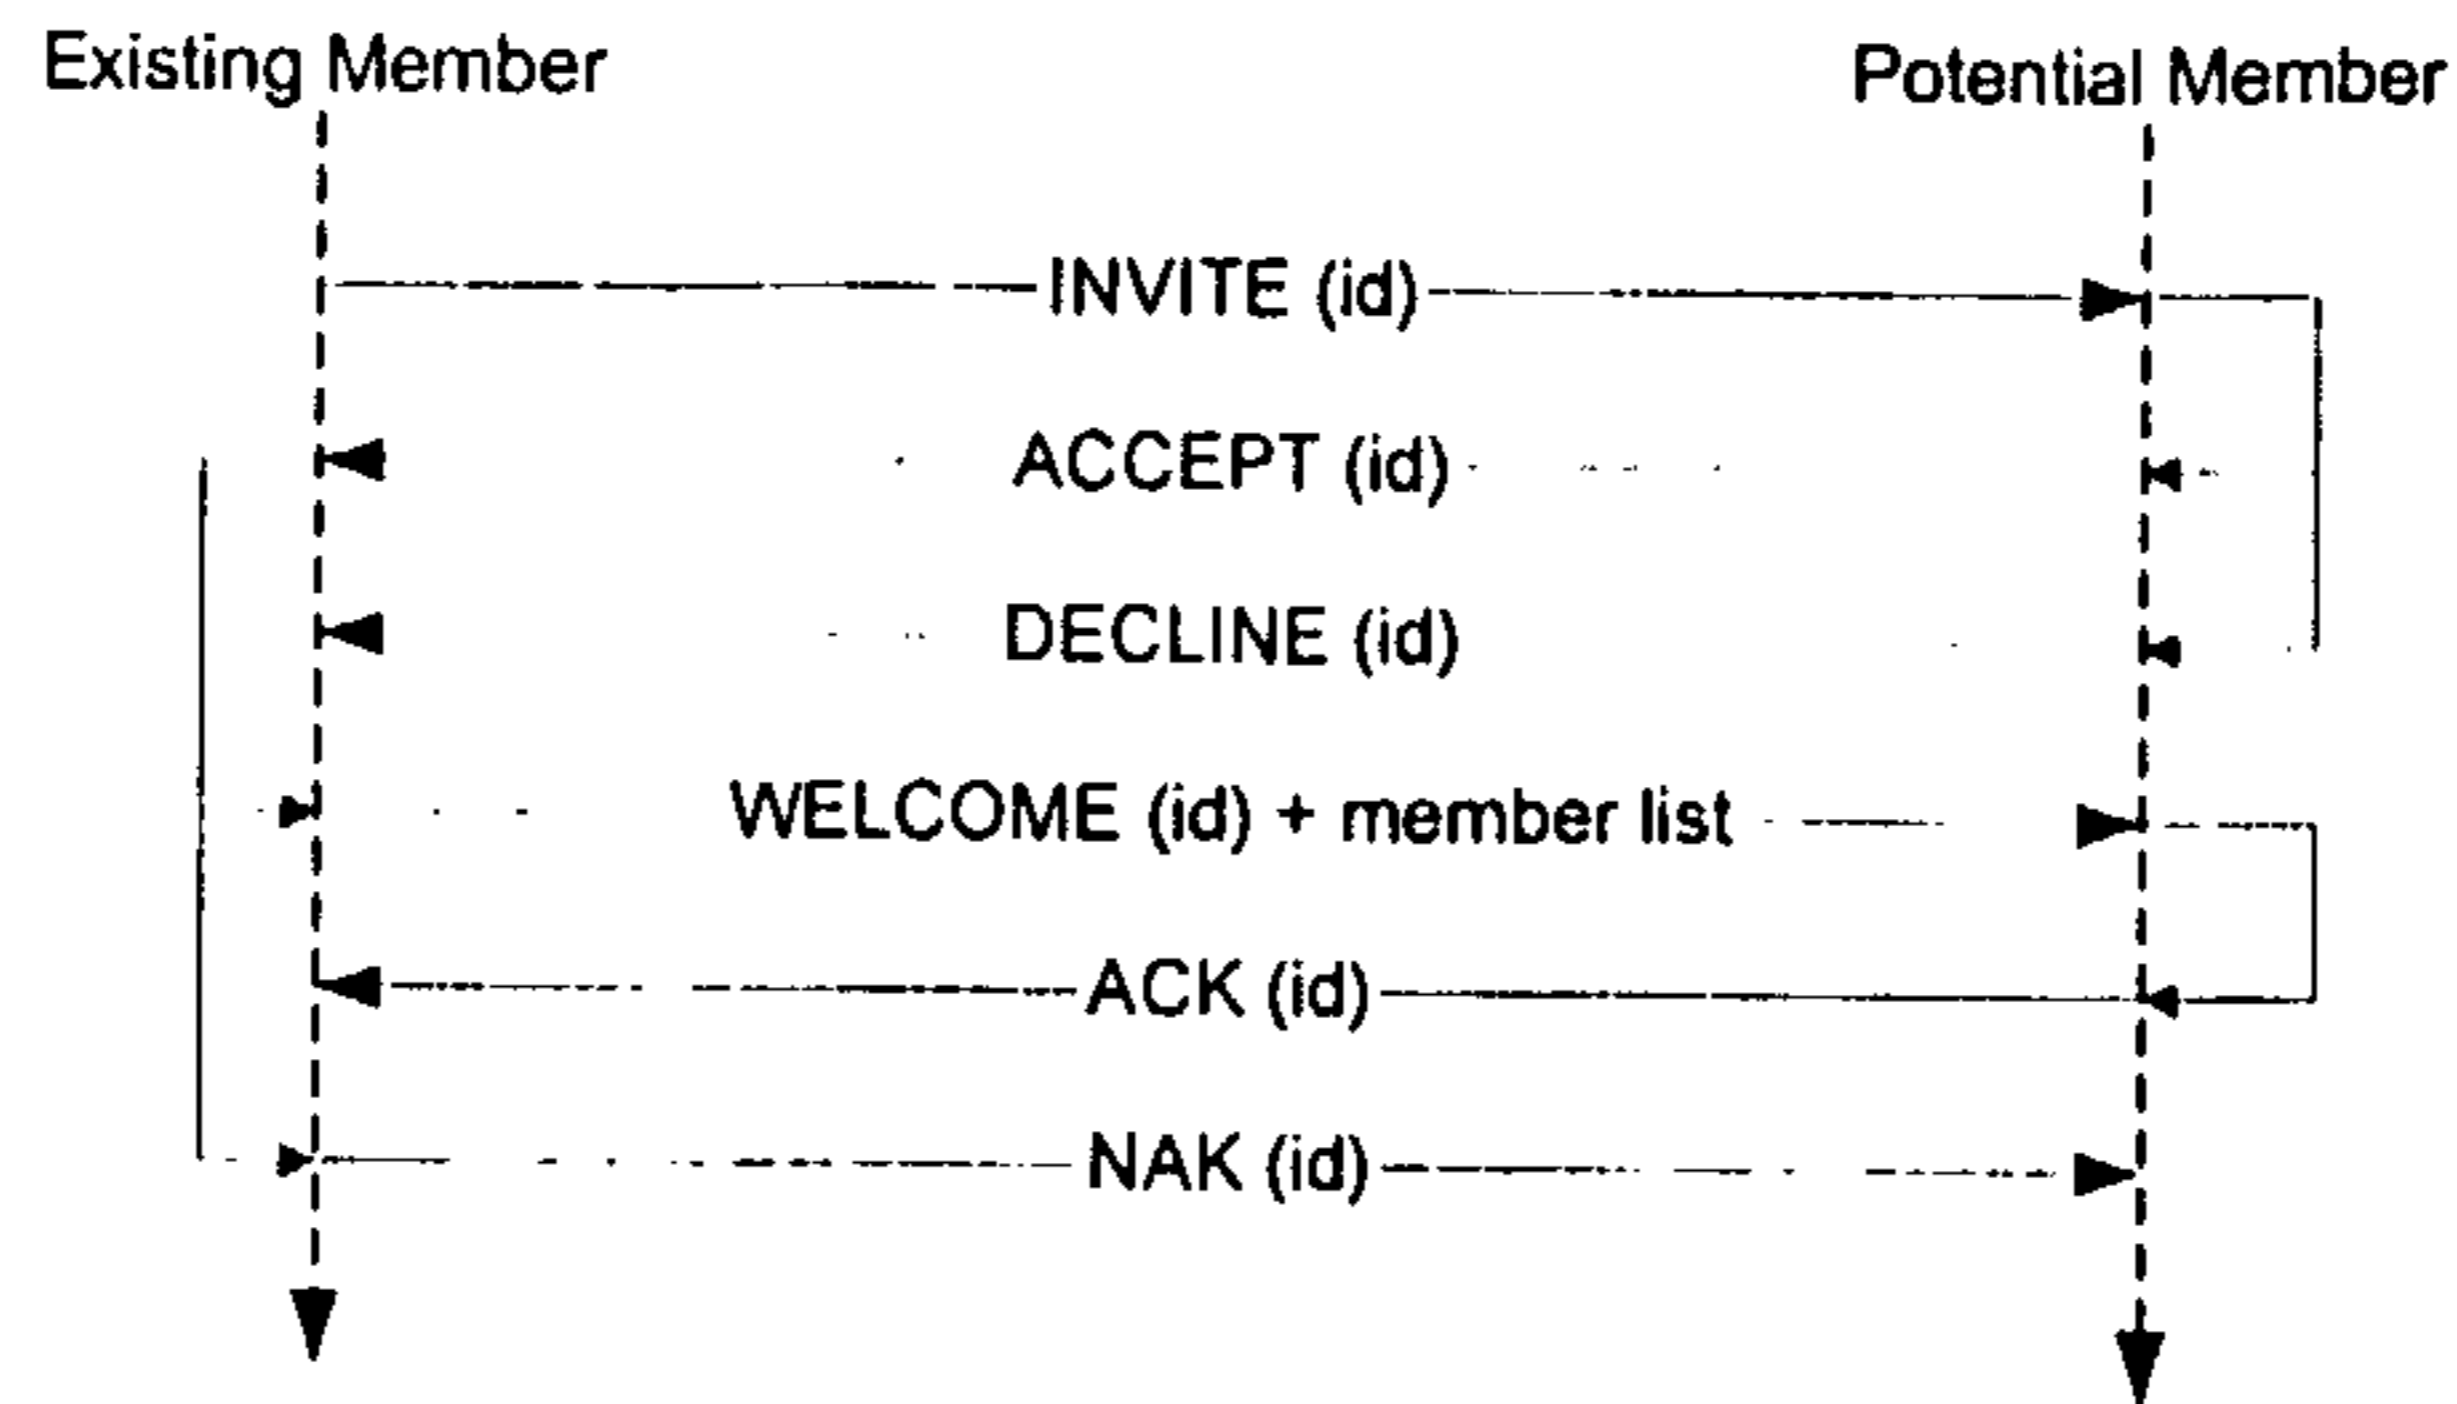 Existing Member
Potential Member
INVITE (id)
ACCEPT (id)
DECLINE (id)
WELCOME (id) + member list
ACK (id)
NAK (id)